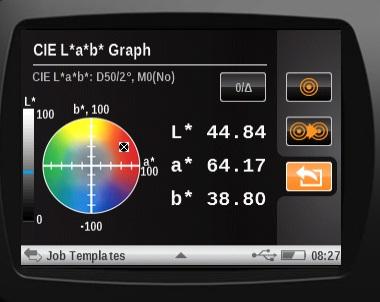 CIE L*a*b* Graph
CIE L*a*b*: D50/2°, M0(No)
0/Δ
L*
100
b*, 100
L* 44.84
a* 64.17
a*
100
b* 38.80
0
-100
Job Templates
08:27